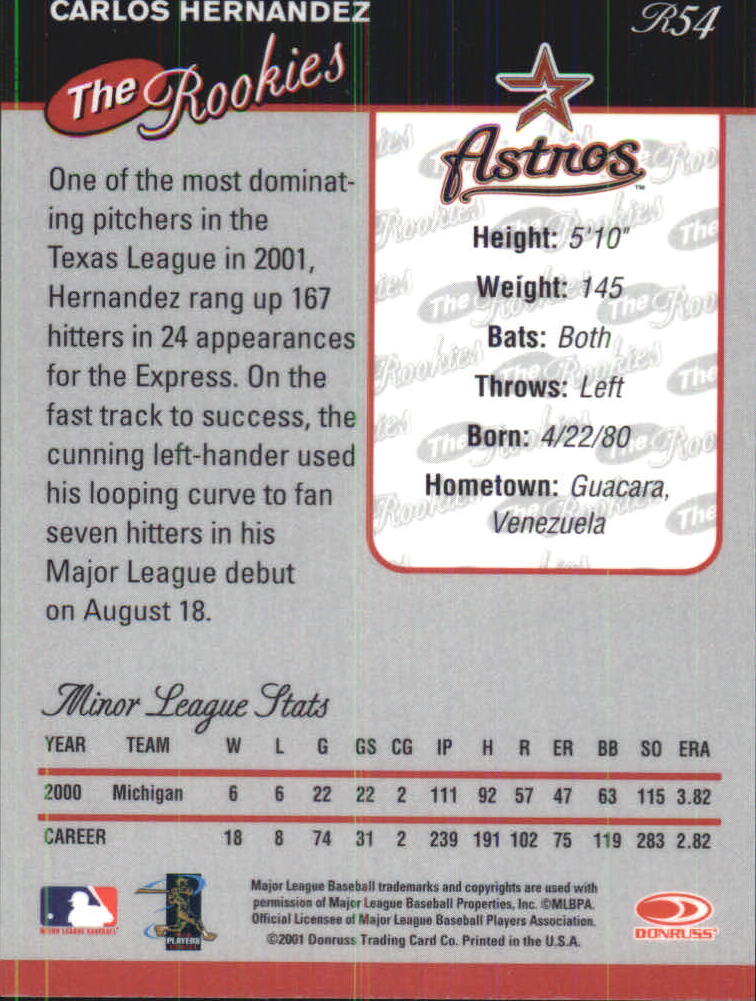 CARLOS HERNANDEZ
R54
The Rookies
One of the most dominat-
ing pitchers in the
Texas League in 2001,
Hernandez rang up 167
hitters in 24 appearances
for the Express. On the
fast track to success, the
cunning left-hander used
his looping curve to fan
seven hitters in his
Major League debut
on August 18.
Astros™
Height: 5'10"
Weight: 145
Bats: Both
Throws: Left
Born: 4/22/80
Hometown: Guacara,
Venezuela
Minor League Stats
YEAR TEAM W L G GS CG IP H R ER BB SO ERA
2000 Michigan 6 6 22 22 2 111 92 57 47 63 115 3.82
CAREER 18 8 74 31 2 239 191 102 75 119 283 2.82
MAJOR LEAGUE BASEBALL
PLAYERS
Major League Baseball trademarks and copyrights are used with
permission of Major League Baseball Properties, Inc. ©MLBPA.
Official Licensee of Major League Baseball Players Association.
©2001 Donruss Trading Card Co. Printed in the U.S.A.
DONRUSS